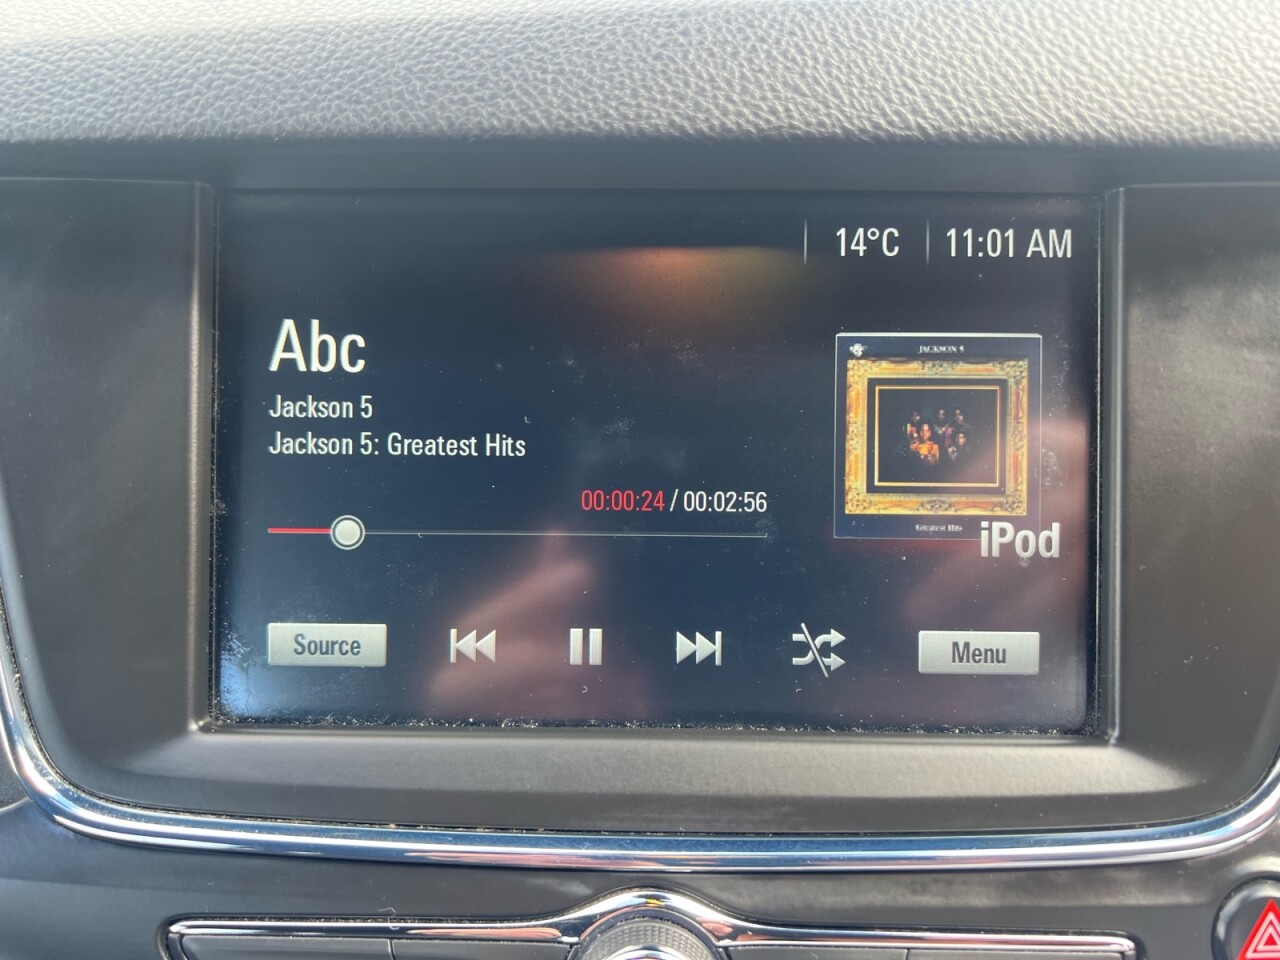 14°C
11:01 AM
Abc
Jackson 5
Jackson 5: Greatest Hits
00:00:24 / 00:02:56
JACKSON 5
Greatest Hits
iPod
Source
Menu